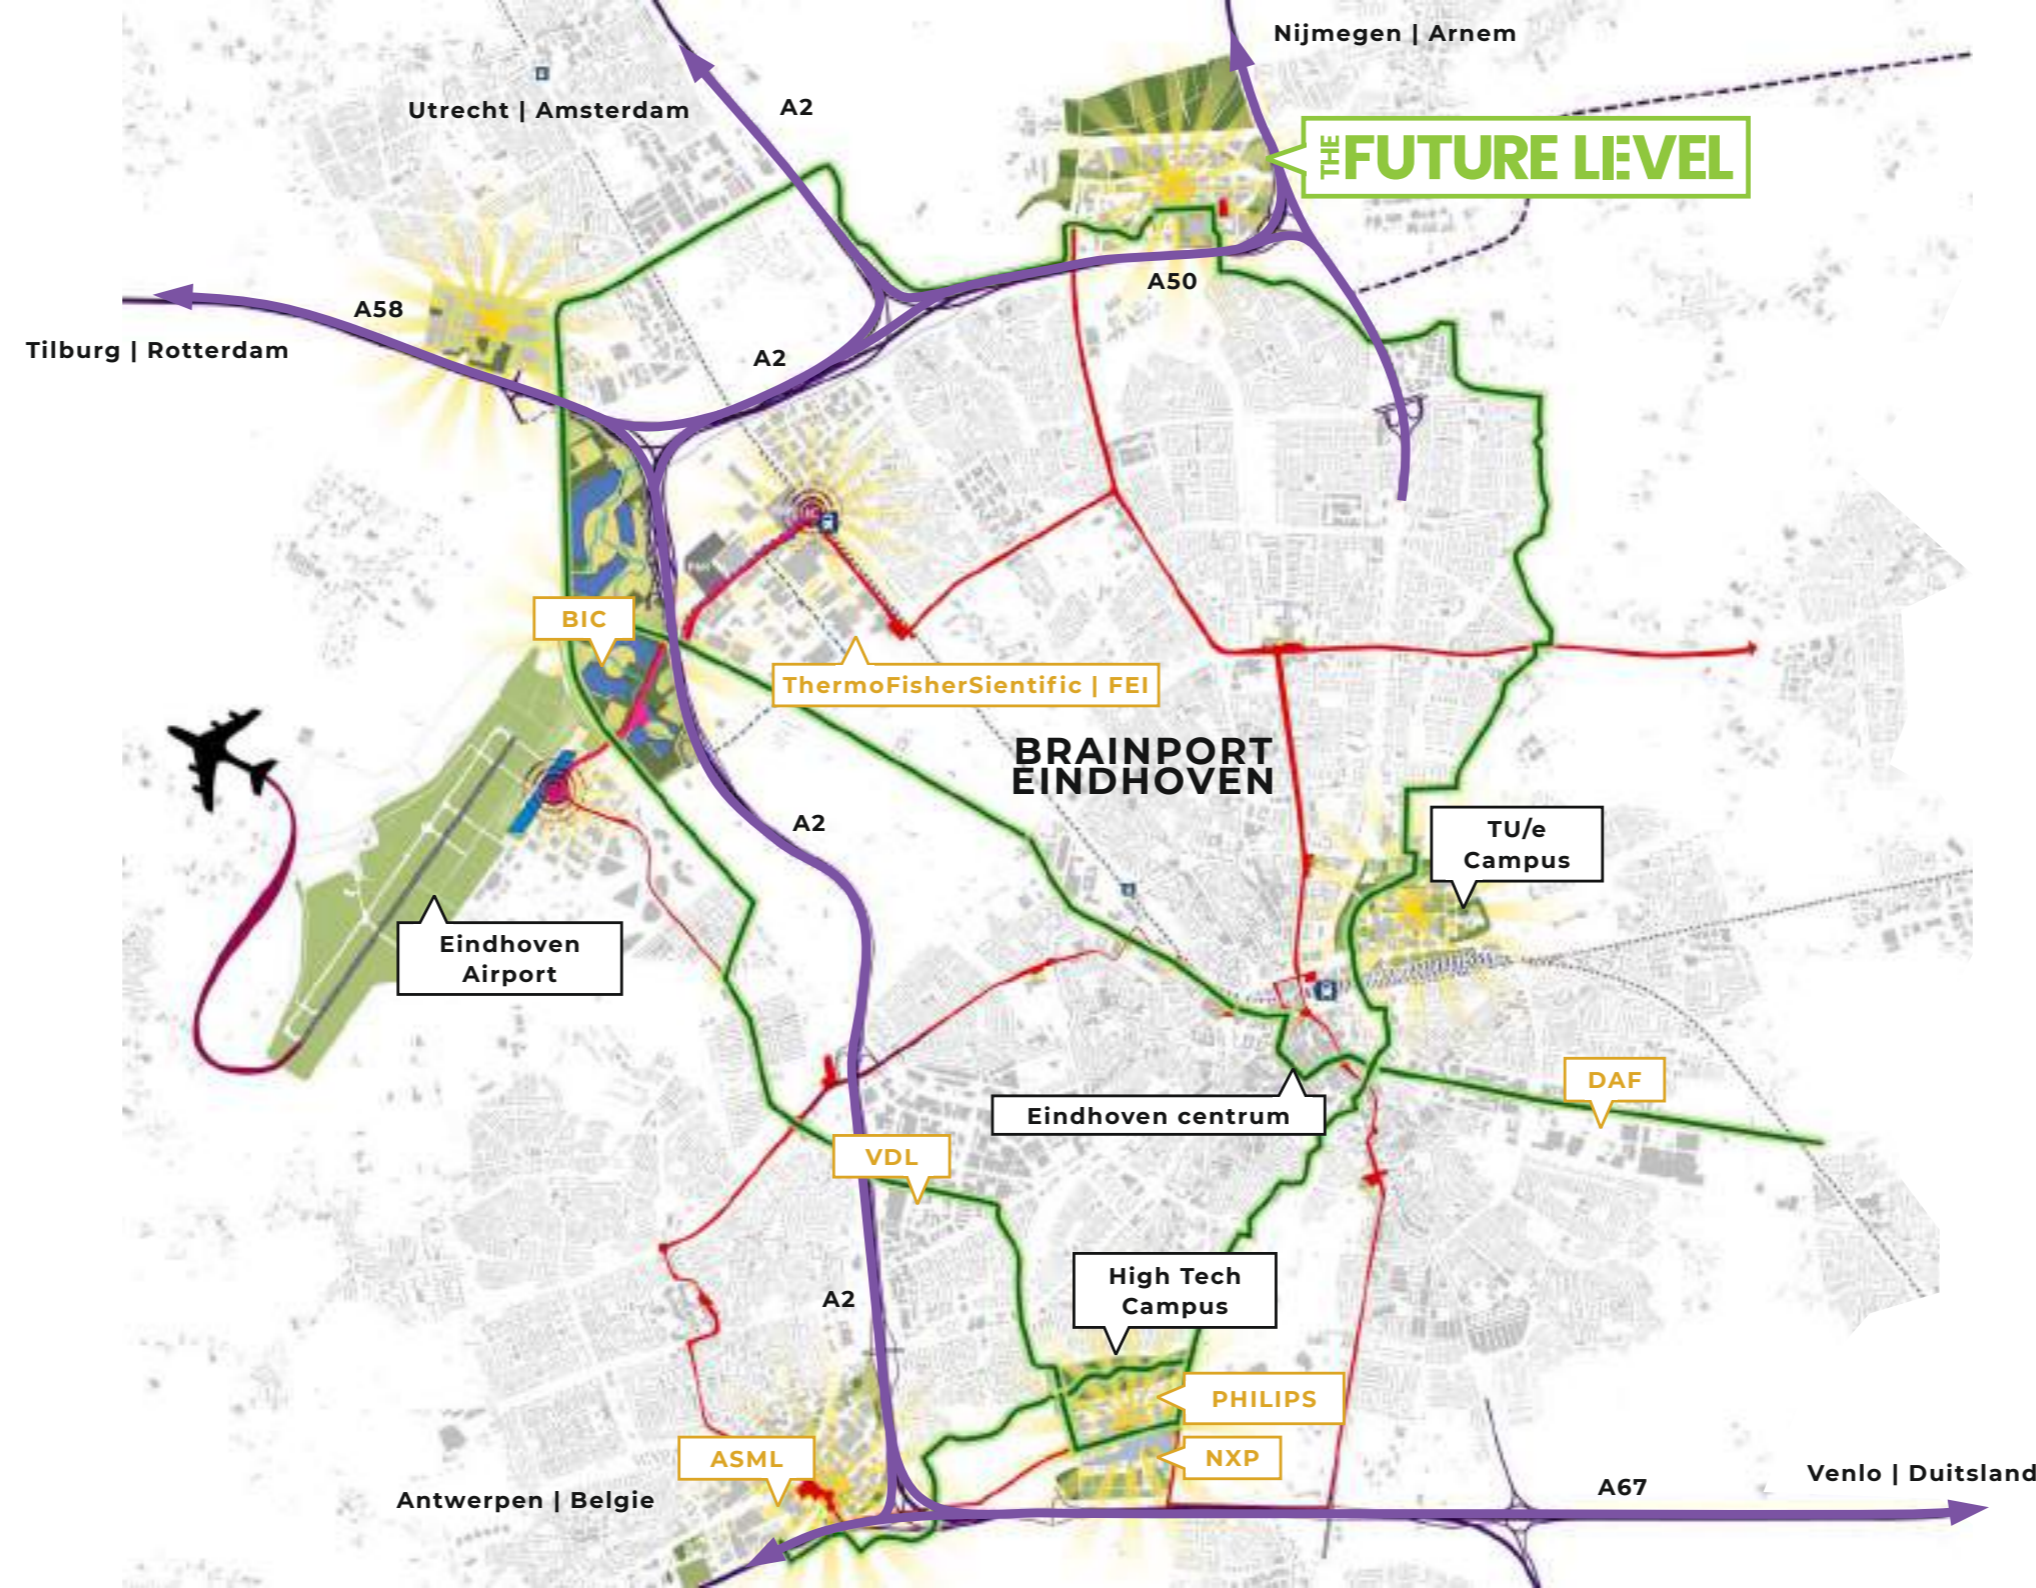 Nijmegen | Arnem
Utrecht | Amsterdam
A2
THE FUTURE LEVEL
A50
A58
Tilburg | Rotterdam
A2
BIC
ThermoFisherSientific | FEI
BRAINPORT
EINDHOVEN
A2
TU/e
Campus
Eindhoven
Airport
DAF
Eindhoven centrum
VDL
High Tech
Campus
A2
PHILIPS
ASML
NXP
Antwerpen | Belgie
A67
Venlo | Duitsland